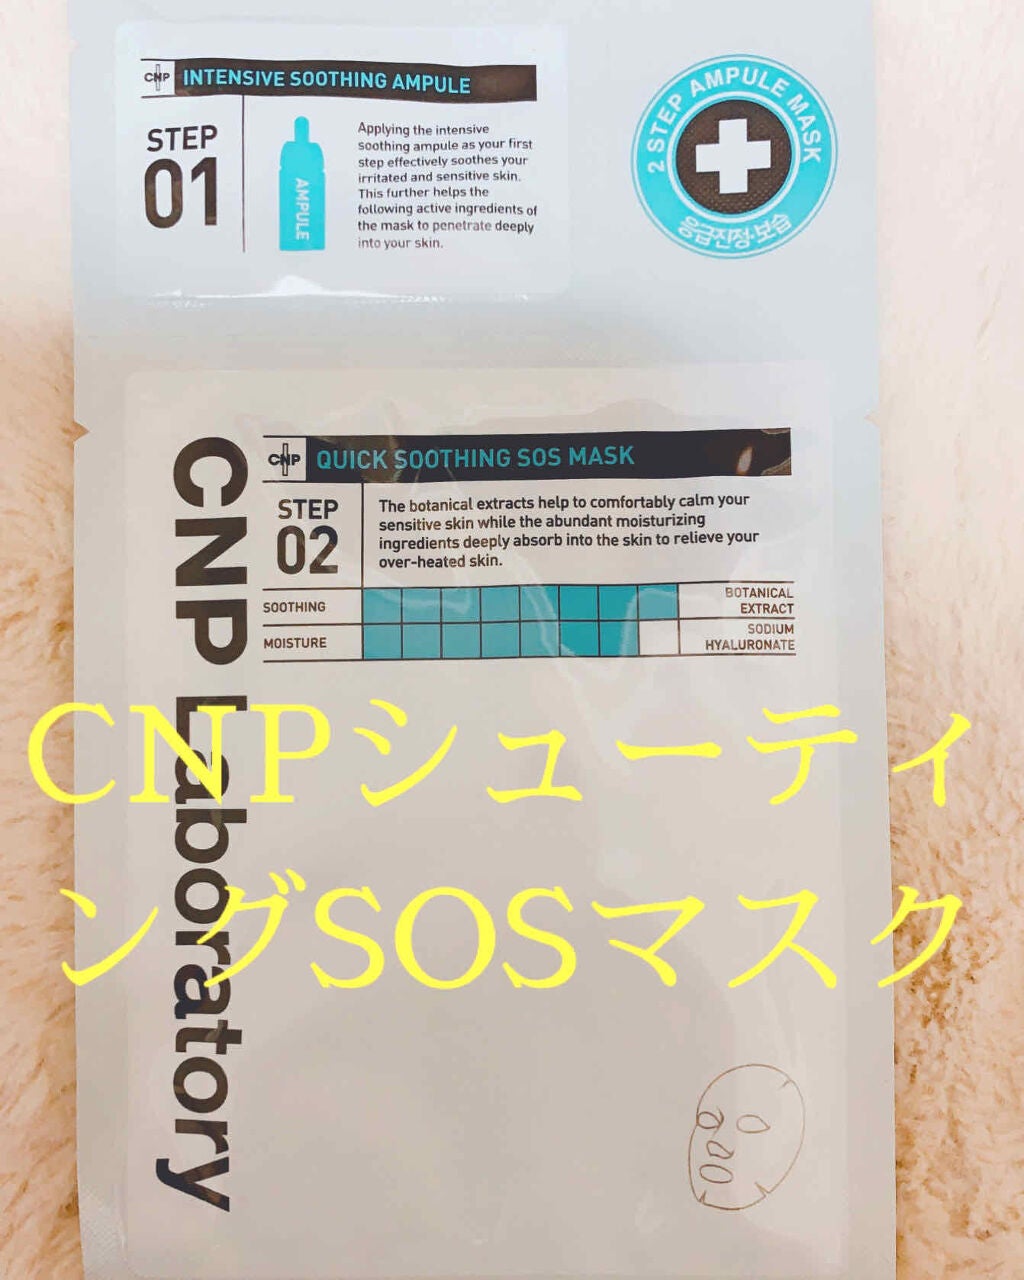 CNP INTENSIVE SOOTHING AMPULE
STEP
01
AMPULE
Applying the intensive
soothing ampule as your first
step effectively soothes your
irritated and sensitive skin.
This further helps the
following active ingredients of
the mask to penetrate deeply
into your skin.
2 STEP AMPULE MASK
응급진정·보습
CNP Laboratory
CNP QUICK SOOTHING SOS MASK
STEP
02
The botanical extracts help to comfortably calm your
sensitive skin while the abundant moisturizing
ingredients deeply absorb into the skin to relieve your
over-heated skin.
SOOTHING
BOTANICAL
EXTRACT
MOISTURE
SODIUM
HYALURONATE
CNPシューティ
ングSOSマスク